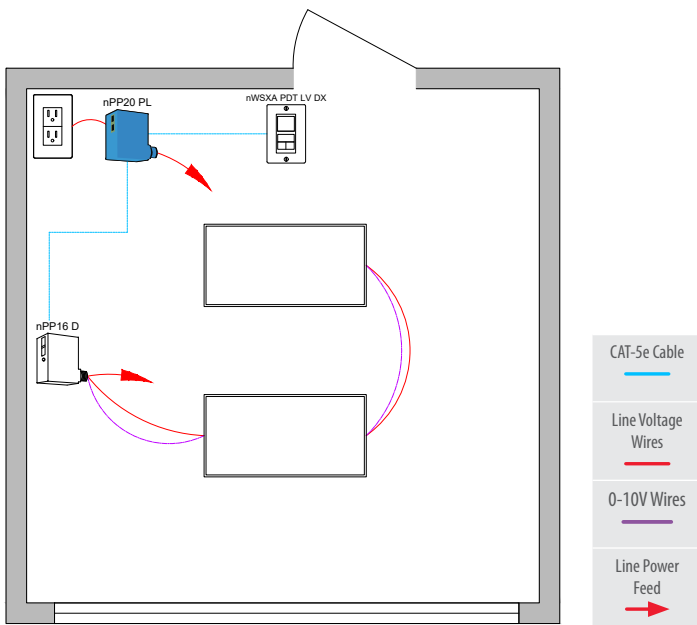 nPP20 PL
nWSXA PDT LV DX
nPP16 D
CAT-5e Cable
Line Voltage
Wires
0-10V Wires
Line Power
Feed